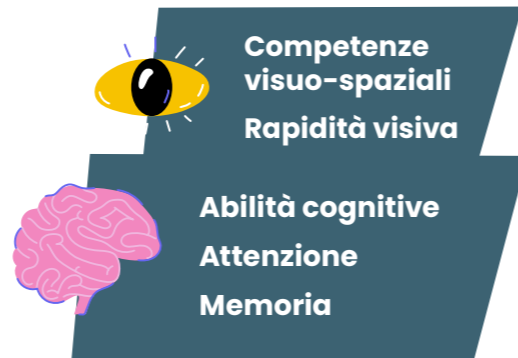 Competenze
visuo-spaziali
Rapidità visiva
Abilità cognitive
Attenzione
Memoria